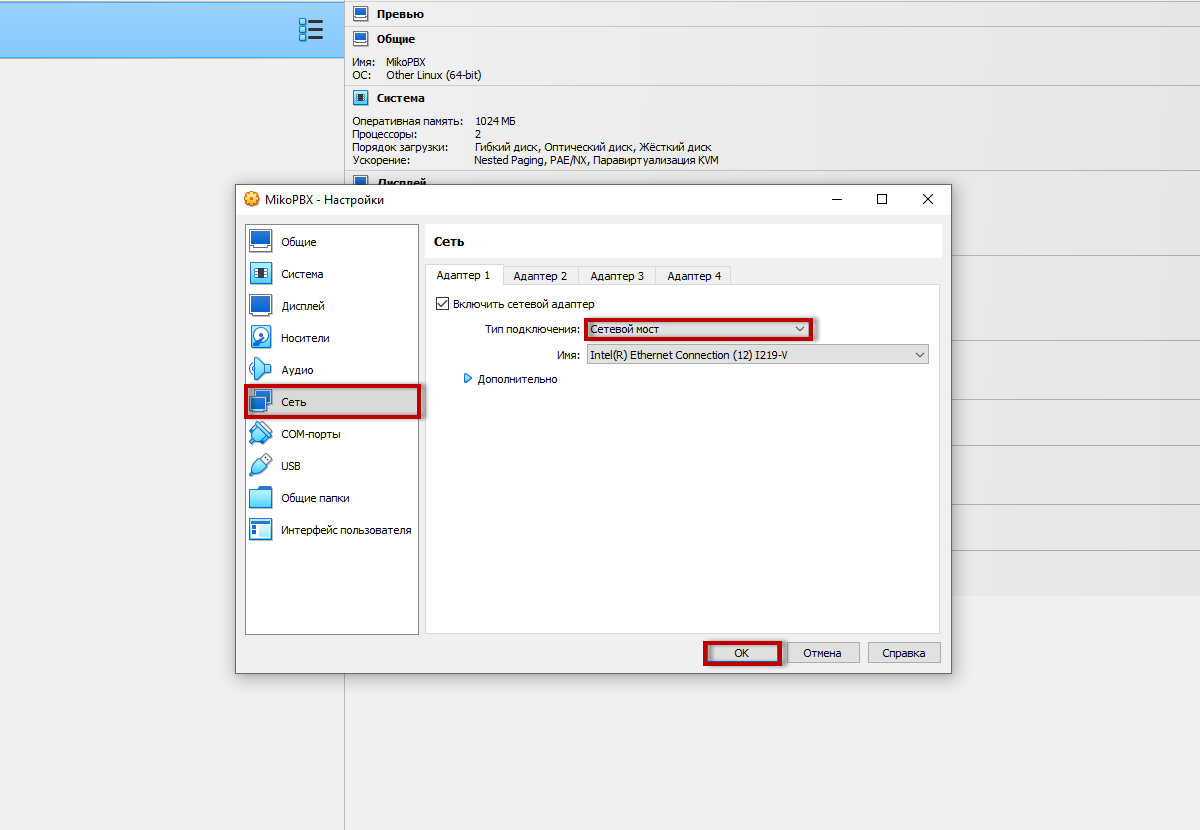 Превью
Общие
Имя: MikoPBX
ОС: Other Linux (64-bit)
Система
Оперативная память: 1024 МБ
Процессоры: 2
Порядок загрузки: Гибкий диск, Оптический диск, Жёсткий диск
Ускорение: Nested Paging, PAE/NX, Паравиртуализация KVM
Дисплей
MikoPBX - Настройки
Общие
Система
Дисплей
Носители
Аудио
Сеть
COM-порты
USB
Общие папки
Интерфейс пользователя
Сеть
Адаптер 1 Адаптер 2 Адаптер 3 Адаптер 4
Включить сетевой адаптер
Тип подключения: Сетевой мост
Имя: Intel(R) Ethernet Connection (12) I219-V
Дополнительно
OK Отмена Справка